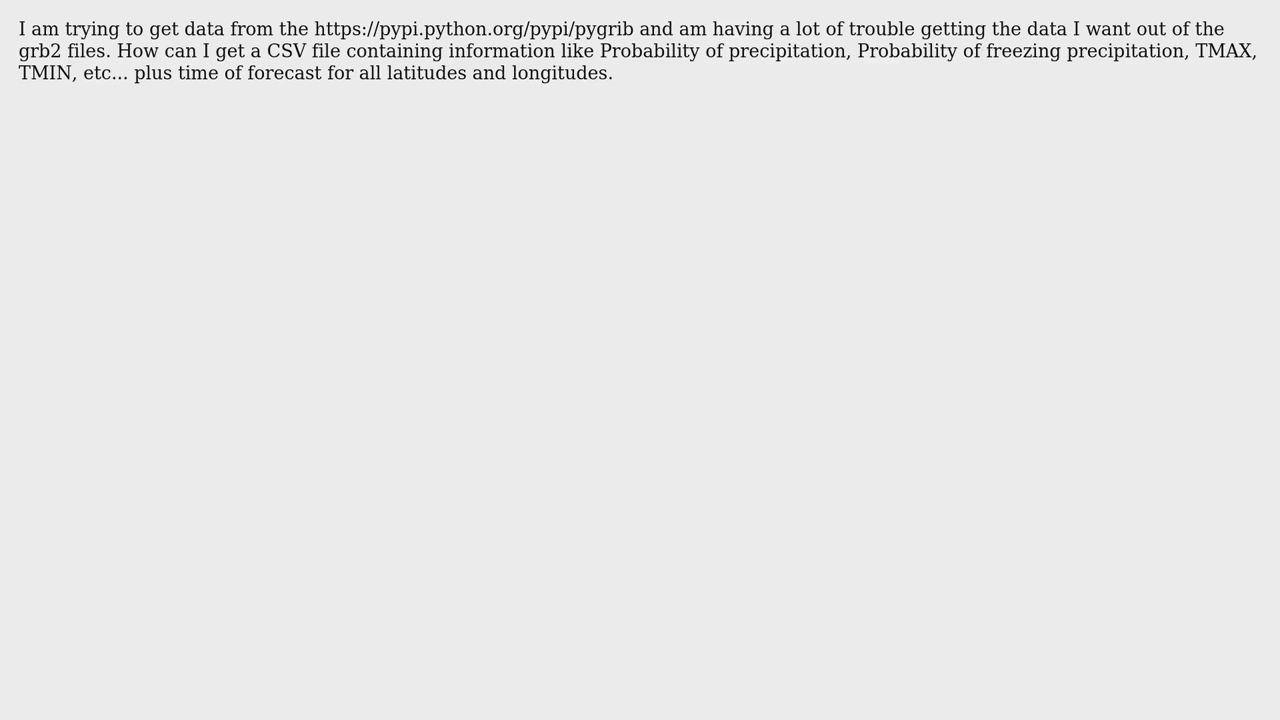 I am trying to get data from the https://pypi.python.org/pypi/pygrib and am having a lot of trouble getting the data I want out of the
grb2 files. How can I get a CSV file containing information like Probability of precipitation, Probability of freezing precipitation, TMAX,
TMIN, etc... plus time of forecast for all latitudes and longitudes.